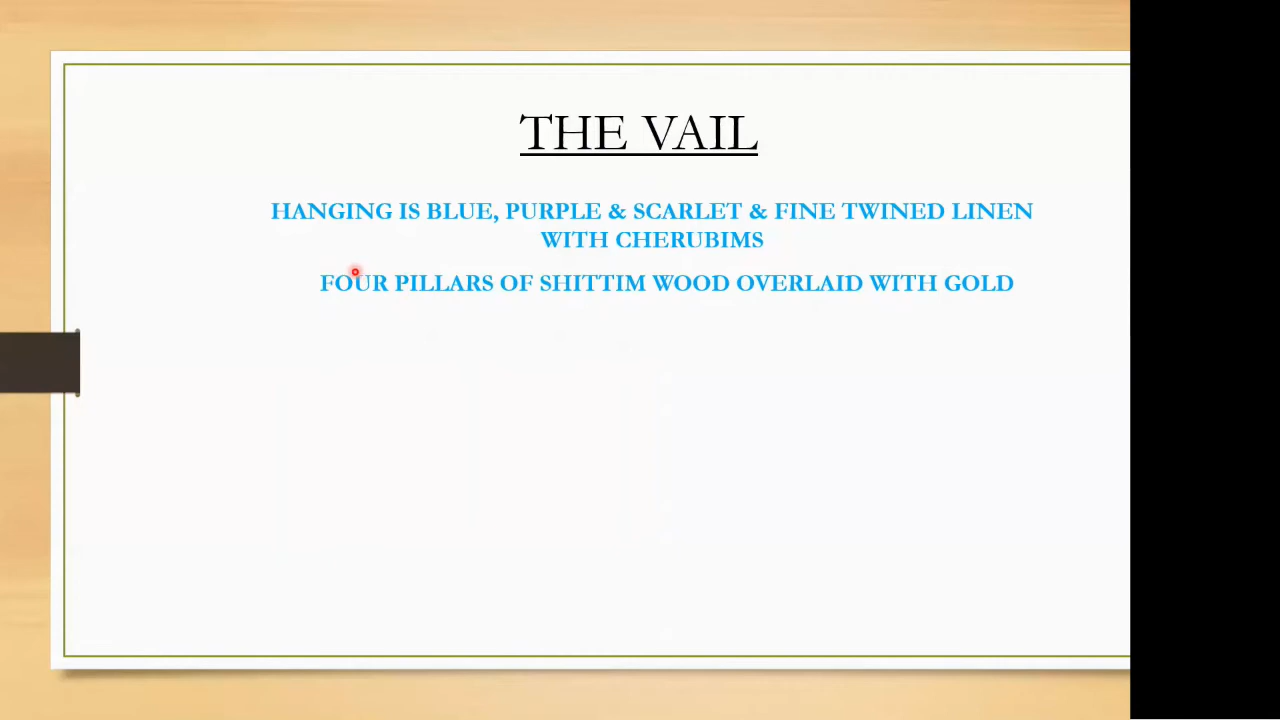 THE VAIL
HANGING IS BLUE, PURPLE & SCARLET & FINE TWINED LINEN
WITH CHERUBIMS
FOUR PILLARS OF SHITTIM WOOD OVERLAID WITH GOLD